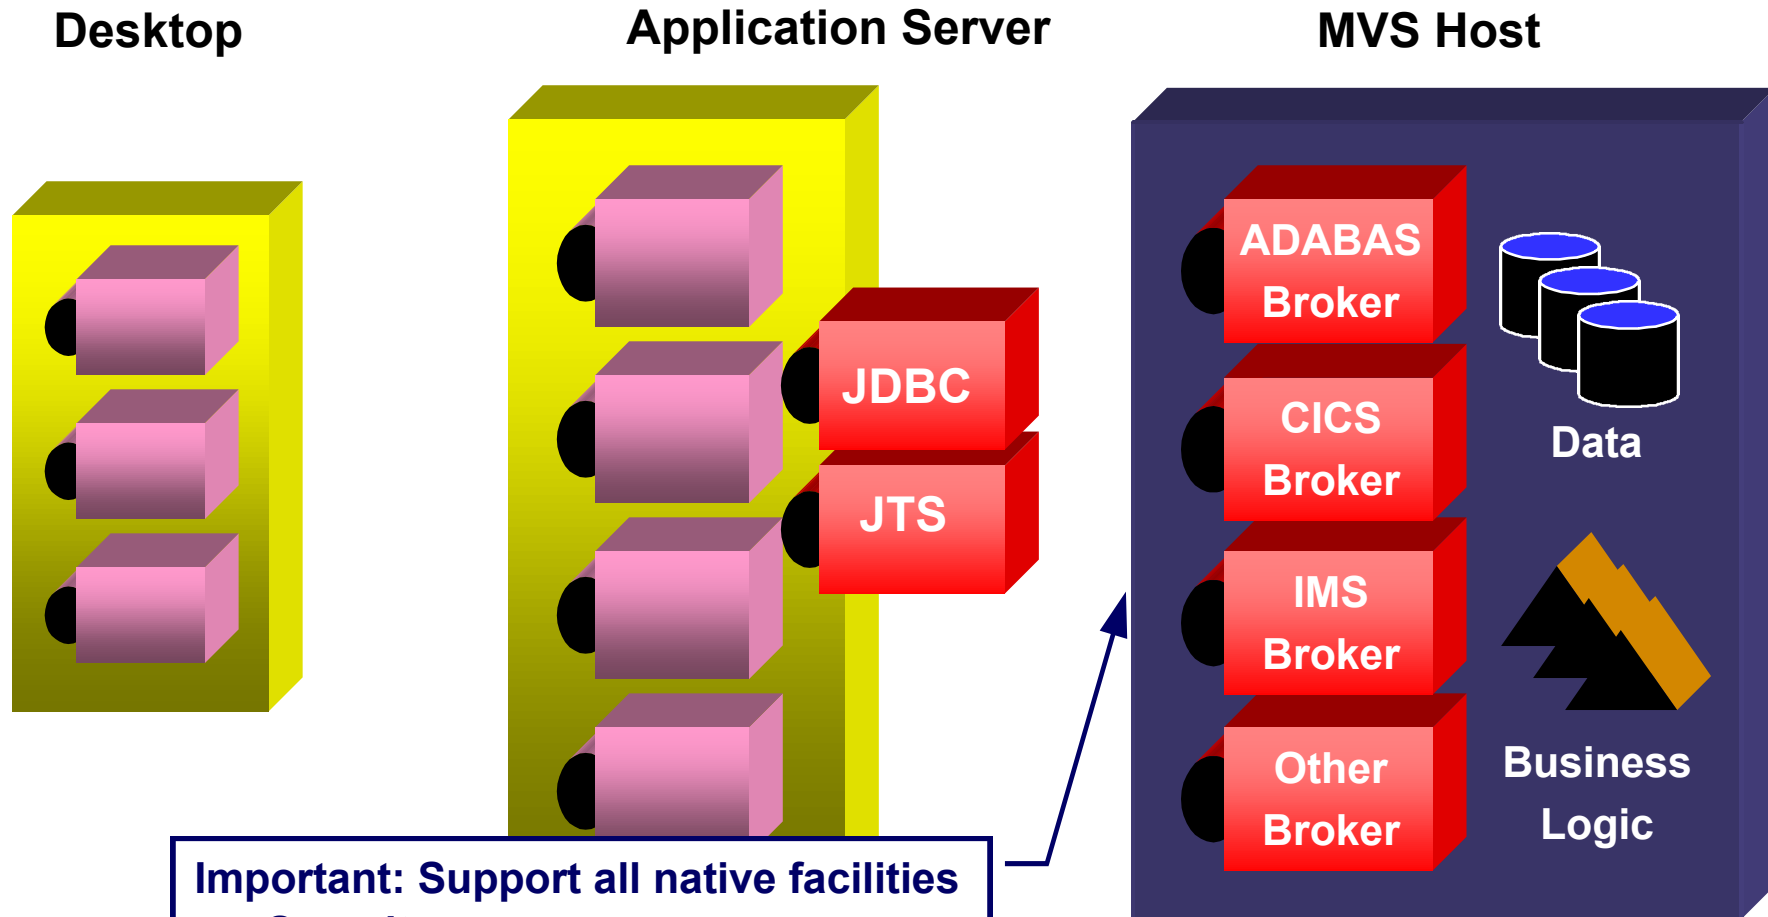 Desktop
Application Server
MVS Host
JDBC
JTS
ADABAS
Broker
CICS
Broker
IMS
Broker
Other
Broker
Data
Business
Logic
Important: Support all native facilities